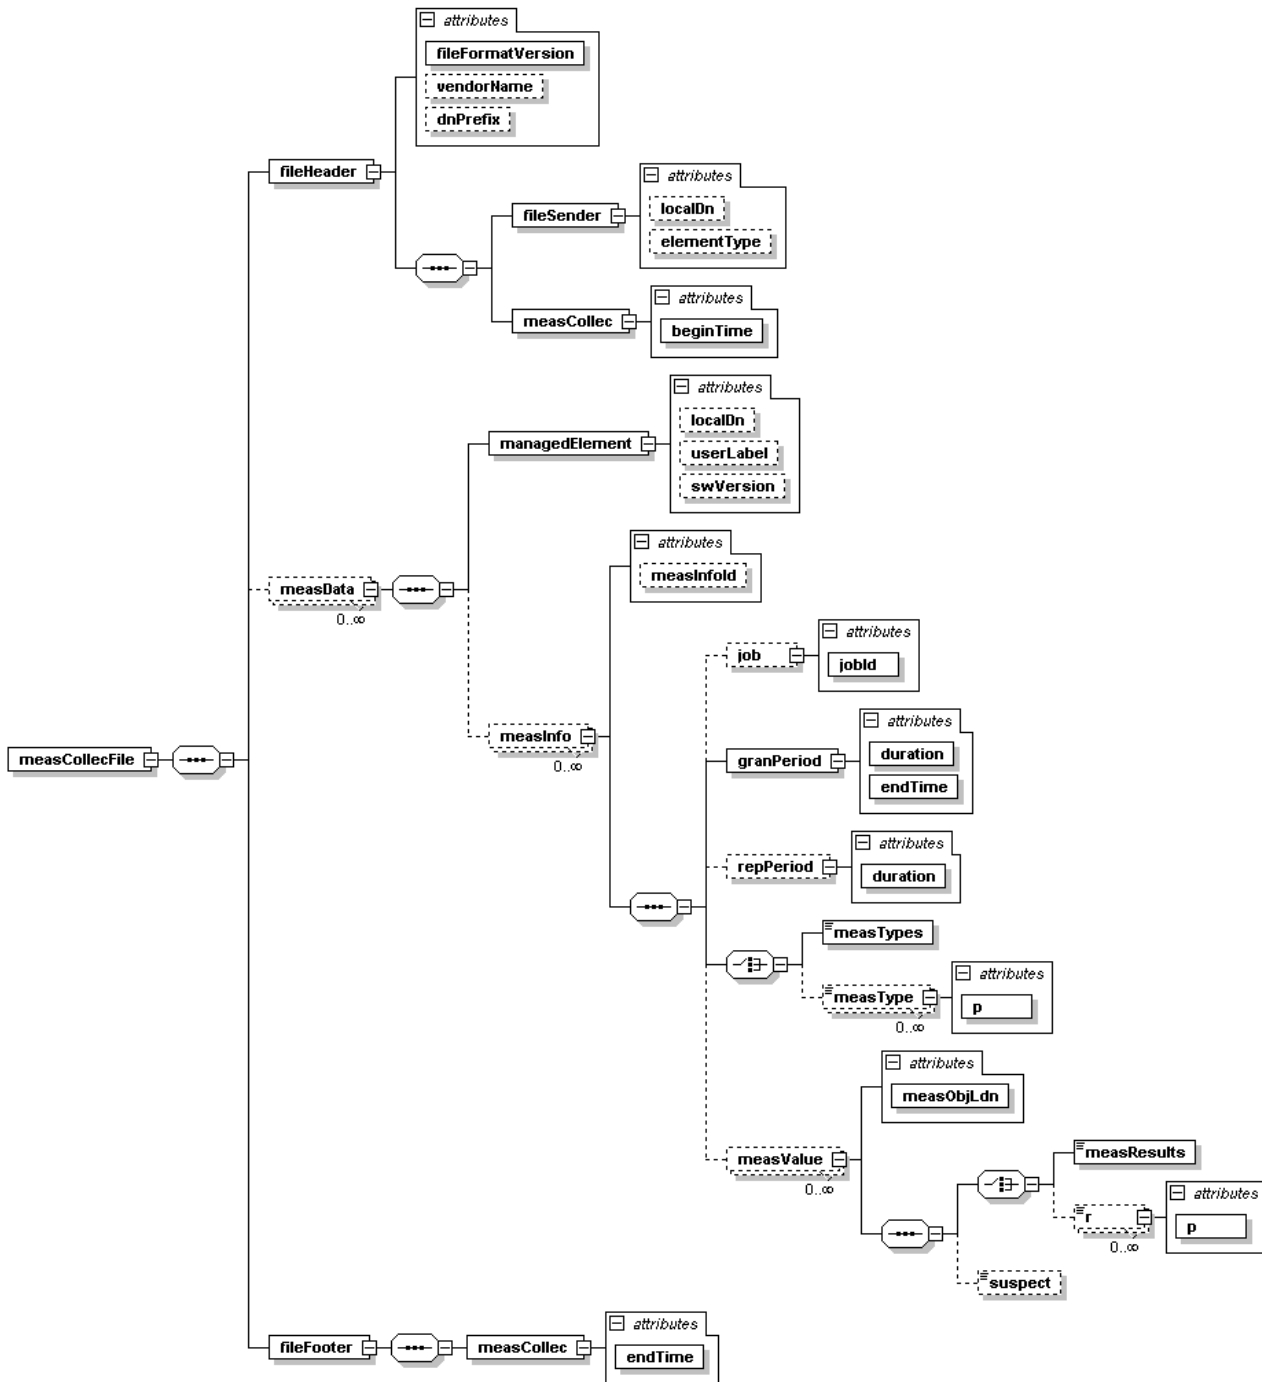 attributes
fileFormatVersion
vendorName
dnPrefix
fileHeader
attributes
localDn
elementType
fileSender
attributes
beginTime
measCollec
attributes
localDn
userLabel
swVersion
managedElement
attributes
measInfoId
measData
0..∞
attributes
jobId
job
measInfo
0..∞
attributes
duration
endTime
granPeriod
measCollecFile
attributes
duration
repPeriod
measTypes
measType
0..∞
attributes
p
attributes
measObjLdn
measValue
0..∞
measResults
r
0..∞
attributes
p
suspect
fileFooter
measCollec
attributes
endTime